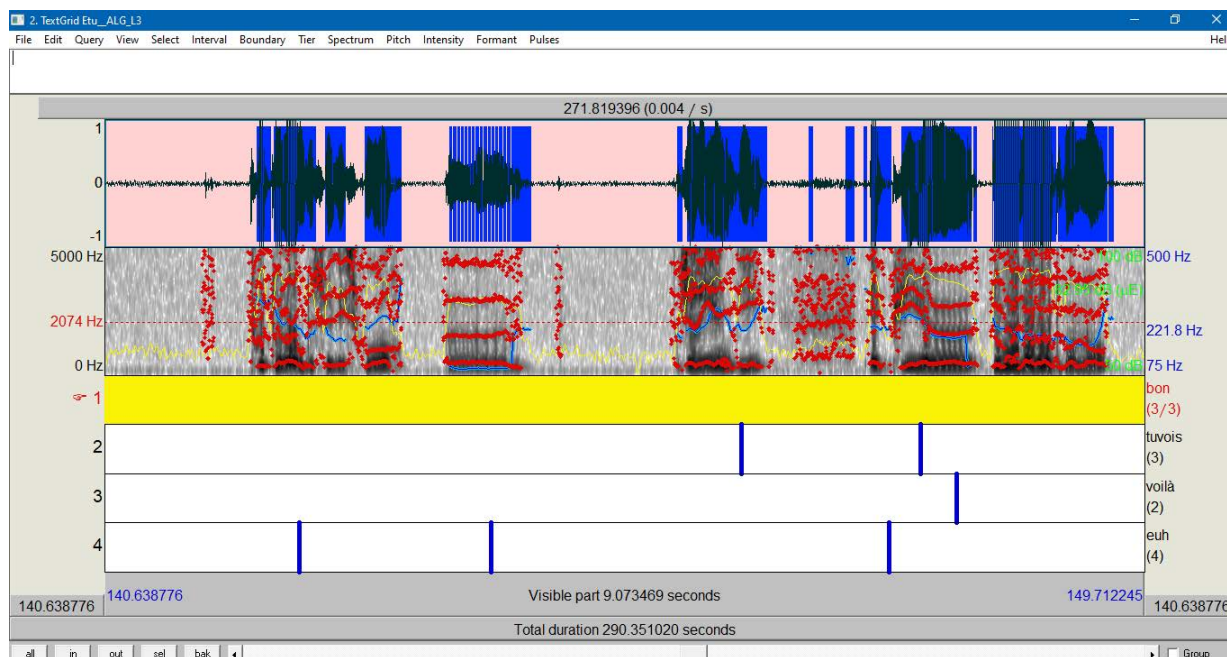 2. TextGrid Etu__ALG_L3
File Edit Query View Select Interval Boundary Tier Spectrum Pitch Intensity Formant Pulses Hel
271.819396 (0.004 / s)
1
0
-1
5000 Hz
500 Hz
2074 Hz
221.8 Hz
0 Hz
75 Hz
1
bon
(3/3)
2
tuvois
(3)
3
voilà
(2)
4
euh
(4)
140.638776
140.638776
Visible part 9.073469 seconds
149.712245
140.638776
Total duration 290.351020 seconds
all in out sel bak Group